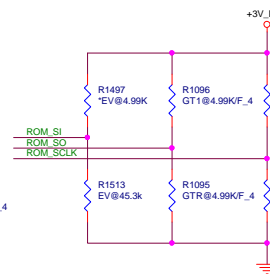 +3V_
R1497
*EV@4.99K
R1096
GT1@4.99K/F_4
ROM_SI
ROM_SO
ROM_SCLK
R1513
EV@45.3k
R1095
GTR@4.99K/F_4
_4